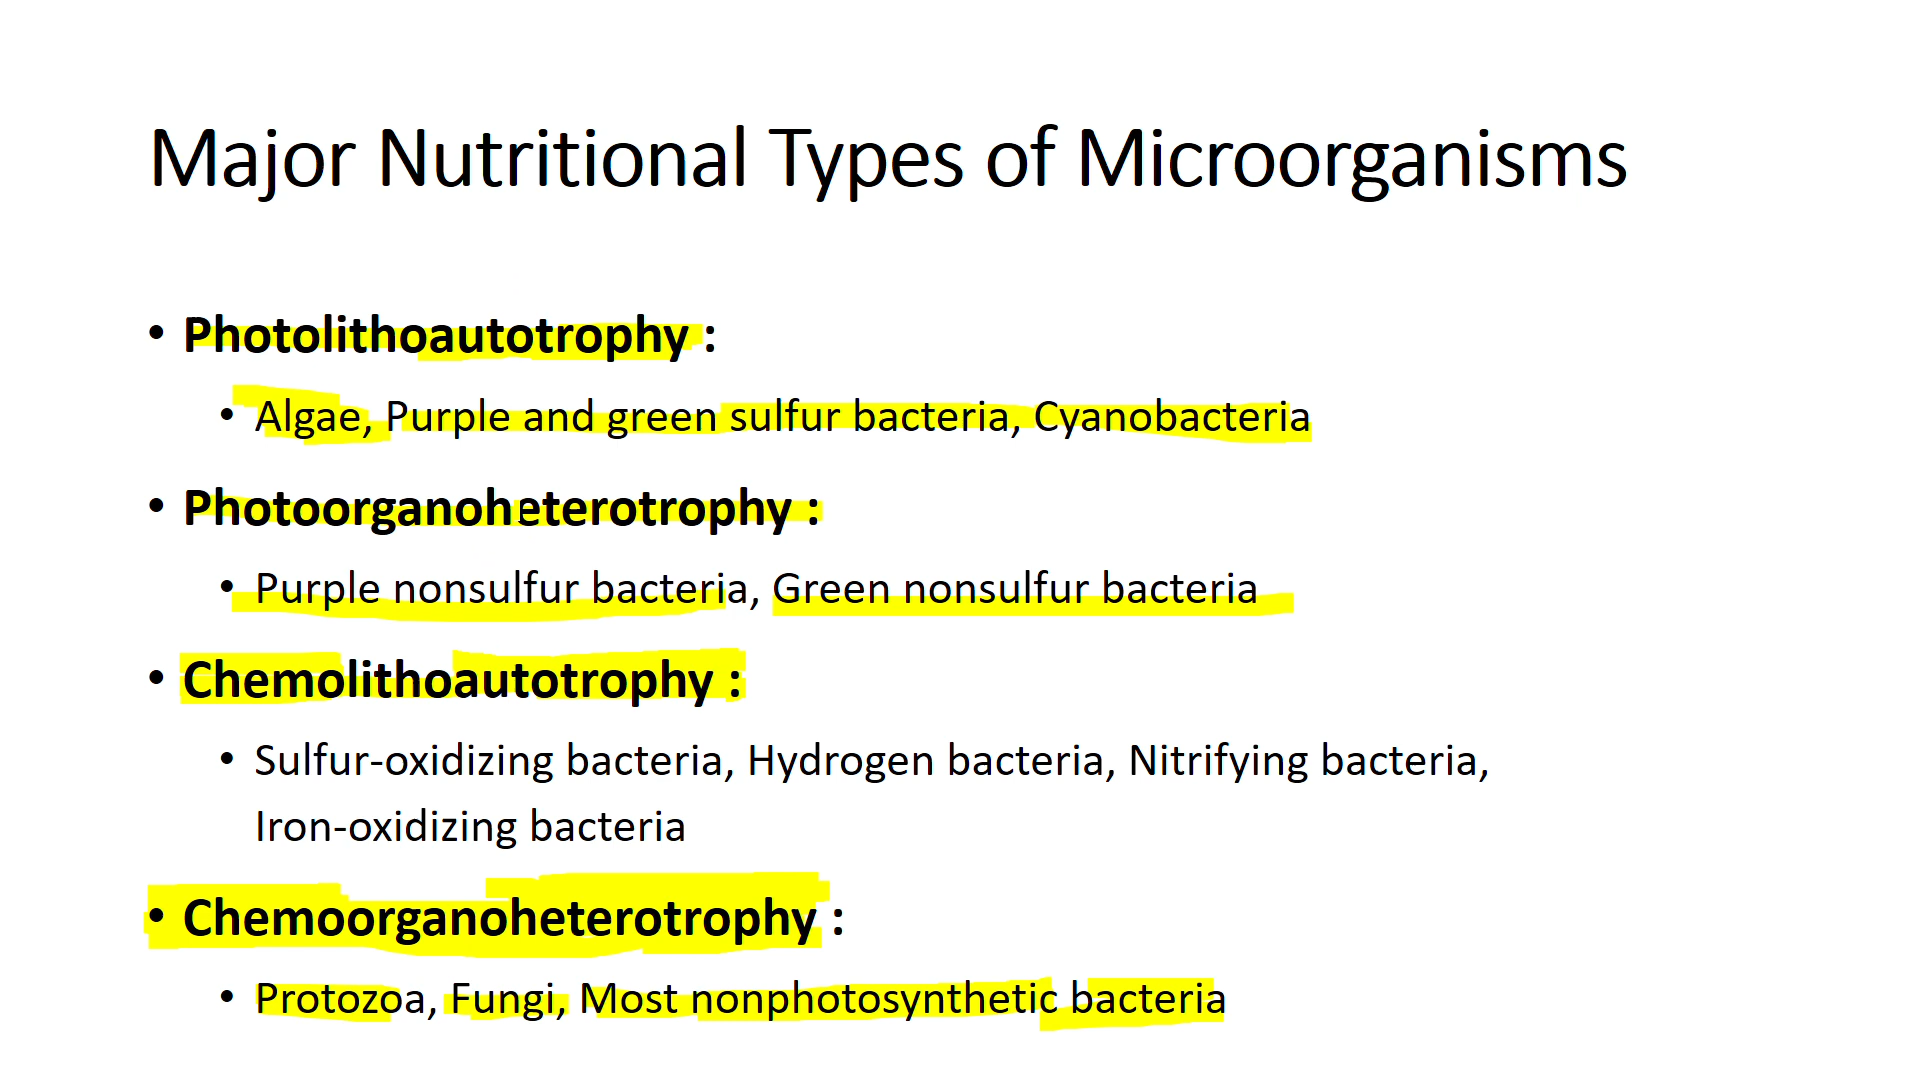 Major Nutritional Types of Microorganisms
• Photolithoautotrophy :
• Algae, Purple and green sulfur bacteria, Cyanobacteria
• Photoorganoheterotrophy :
• Purple nonsulfur bacteria, Green nonsulfur bacteria
• Chemolithoautotrophy :
• Sulfur-oxidizing bacteria, Hydrogen bacteria, Nitrifying bacteria,
Iron-oxidizing bacteria
• Chemoorganoheterotrophy :
• Protozoa, Fungi, Most nonphotosynthetic bacteria